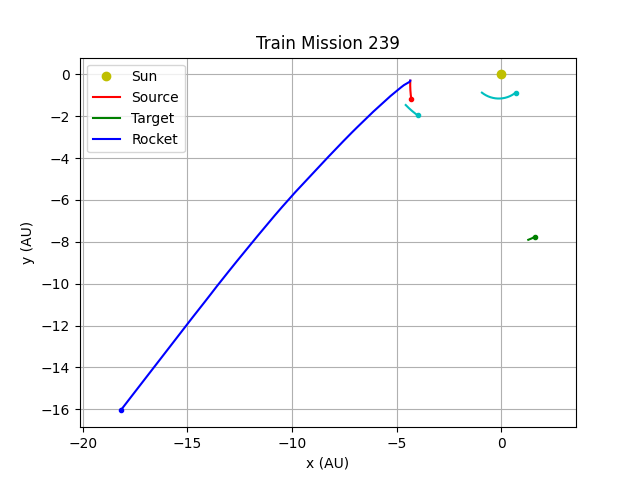 Train Mission 239
Sun
Source
Target
Rocket
0
−2
−4
−6
−8
−10
−12
−14
−16
y (AU)
−20
−15
−10
−5
0
x (AU)